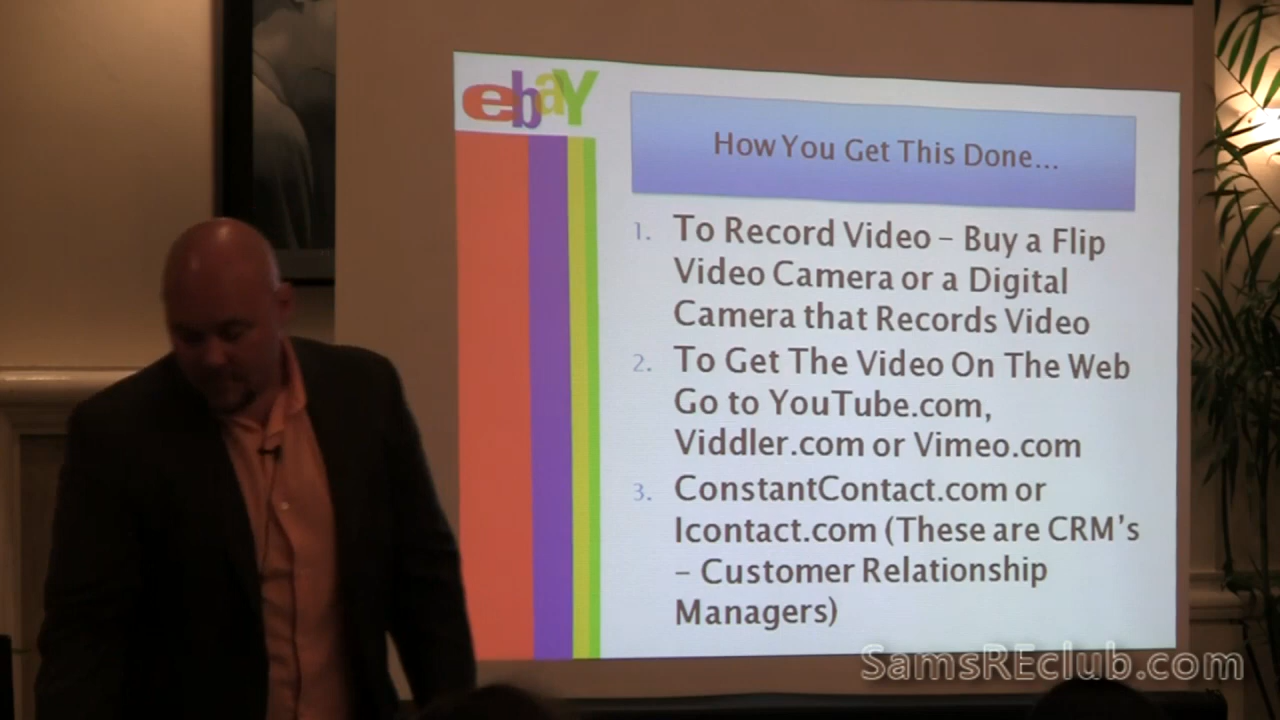 ebaY
How You Get This Done...
1. To Record Video – Buy a Flip
Video Camera or a Digital
Camera that Records Video
2. To Get The Video On The Web
Go to YouTube.com,
Viddler.com or Vimeo.com
3. ConstantContact.com or
Icontact.com (These are CRM's
– Customer Relationship
Managers)
SamsREclub.com